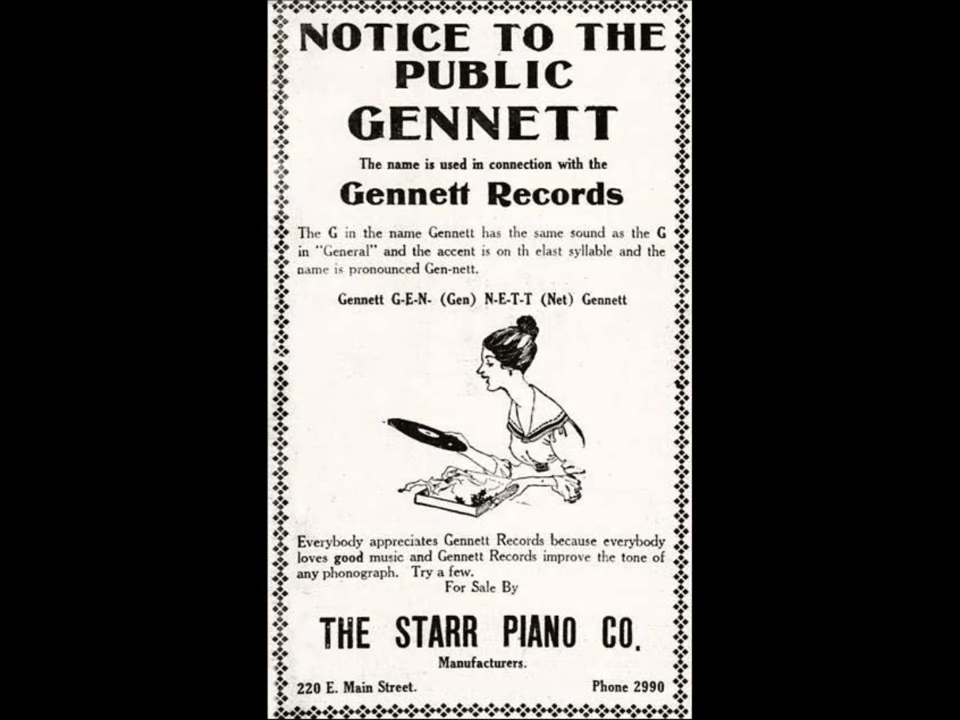 NOTICE TO THE
PUBLIC
GENNETT
The name is used in connection with the
Gennett Records
The G in the name Gennett has the same sound as the G
in "General" and the accent is on th elast syllable and the
name is pronounced Gen-nett.
Gennett G-E-N- (Gen) N-E-T-T (Net) Gennett
Everybody appreciates Gennett Records because everybody
loves good music and Gennett Records improve the tone of
any phonograph. Try a few.
For Sale By
THE STARR PIANO CO.
Manufacturers.
220 E. Main Street. Phone 2990